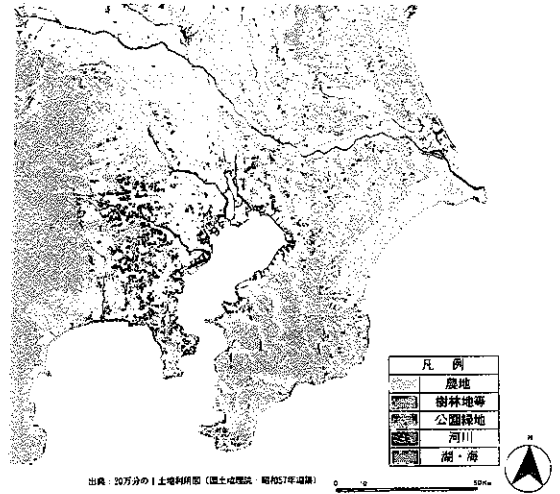 凡 例
農地
樹林地等
公園緑地
河川
湖・海
出典：20万分の1土地利用図（国土地理院・昭和57年編集）
0 10 50Km
N